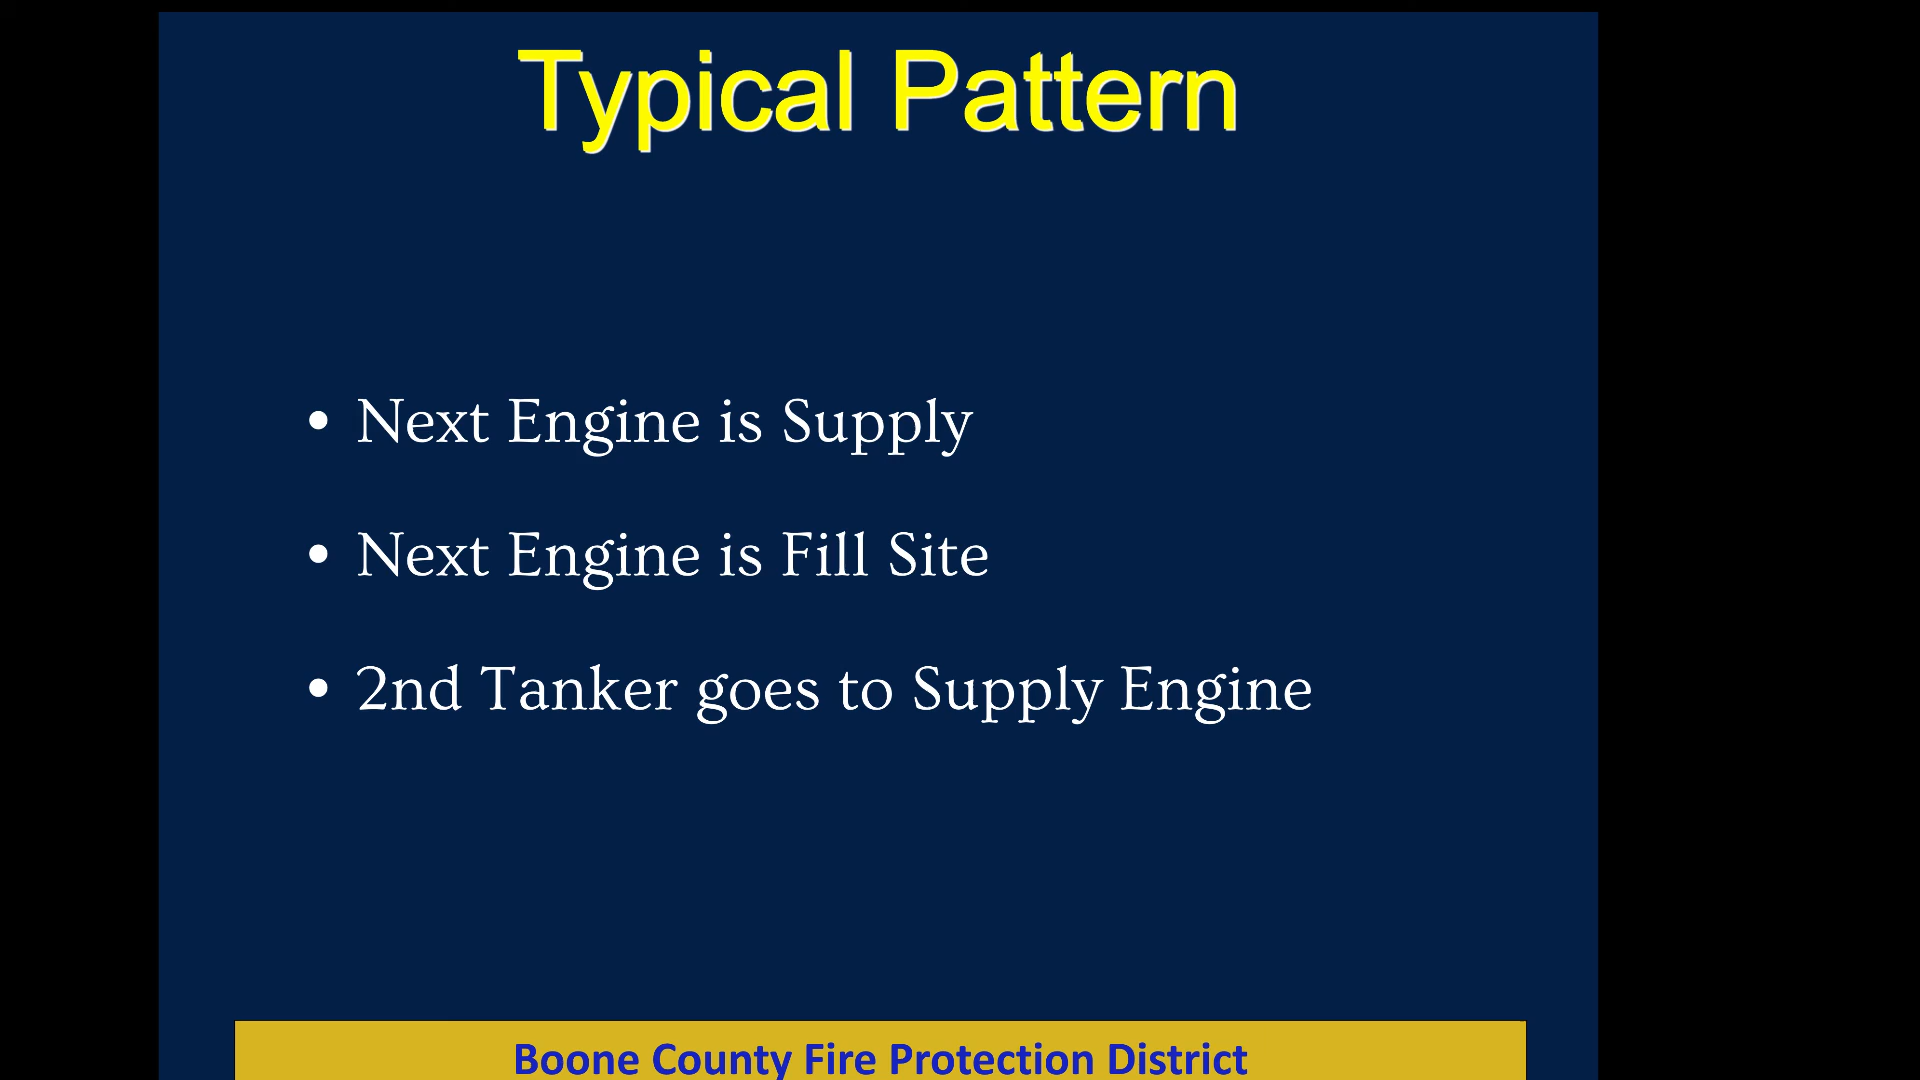 Typical Pattern
• Next Engine is Supply
• Next Engine is Fill Site
• 2nd Tanker goes to Supply Engine
Boone County Fire Protection District